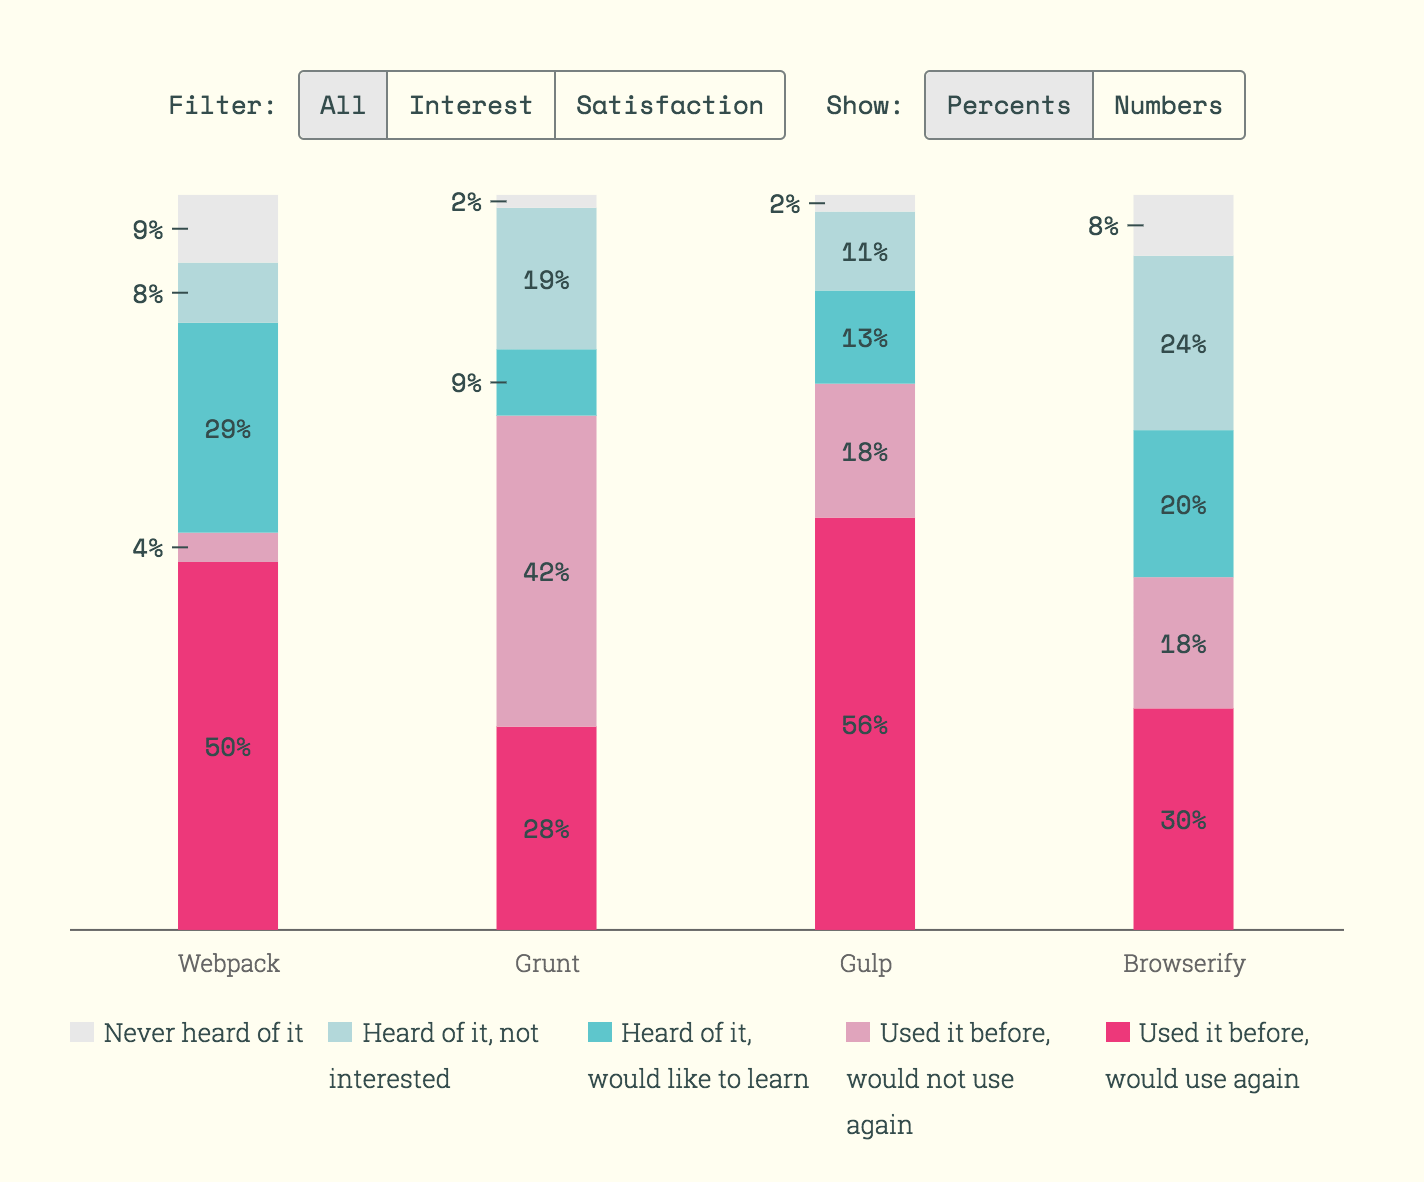 Filter: All Interest Satisfaction Show: Percents Numbers
9%
8%
29%
4%
50%
2%
19%
9%
42%
28%
2%
11%
13%
18%
56%
8%
24%
20%
18%
30%
Webpack Grunt Gulp Browserify
Never heard of it
Heard of it, not
interested
Heard of it,
would like to learn
Used it before,
would not use
again
Used it before,
would use again